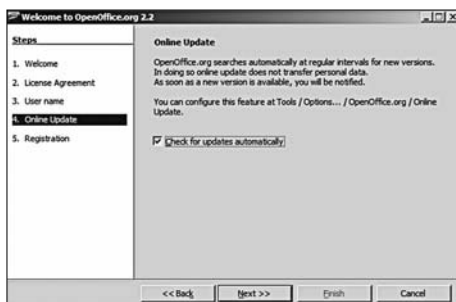 Welcome to OpenOffice.org 2.2
Steps
1. Welcome
2. License Agreement
3. User name
4. Online Update
5. Registration
Online Update
OpenOffice.org searches automatically at regular intervals for new versions.
In doing so online update does not transfer personal data.
As soon as a new version is available, you will be notified.
You can configure this feature at Tools / Options... / OpenOffice.org / Online
Update.
Check for updates automatically
<< Back
Next >>
Finish
Cancel